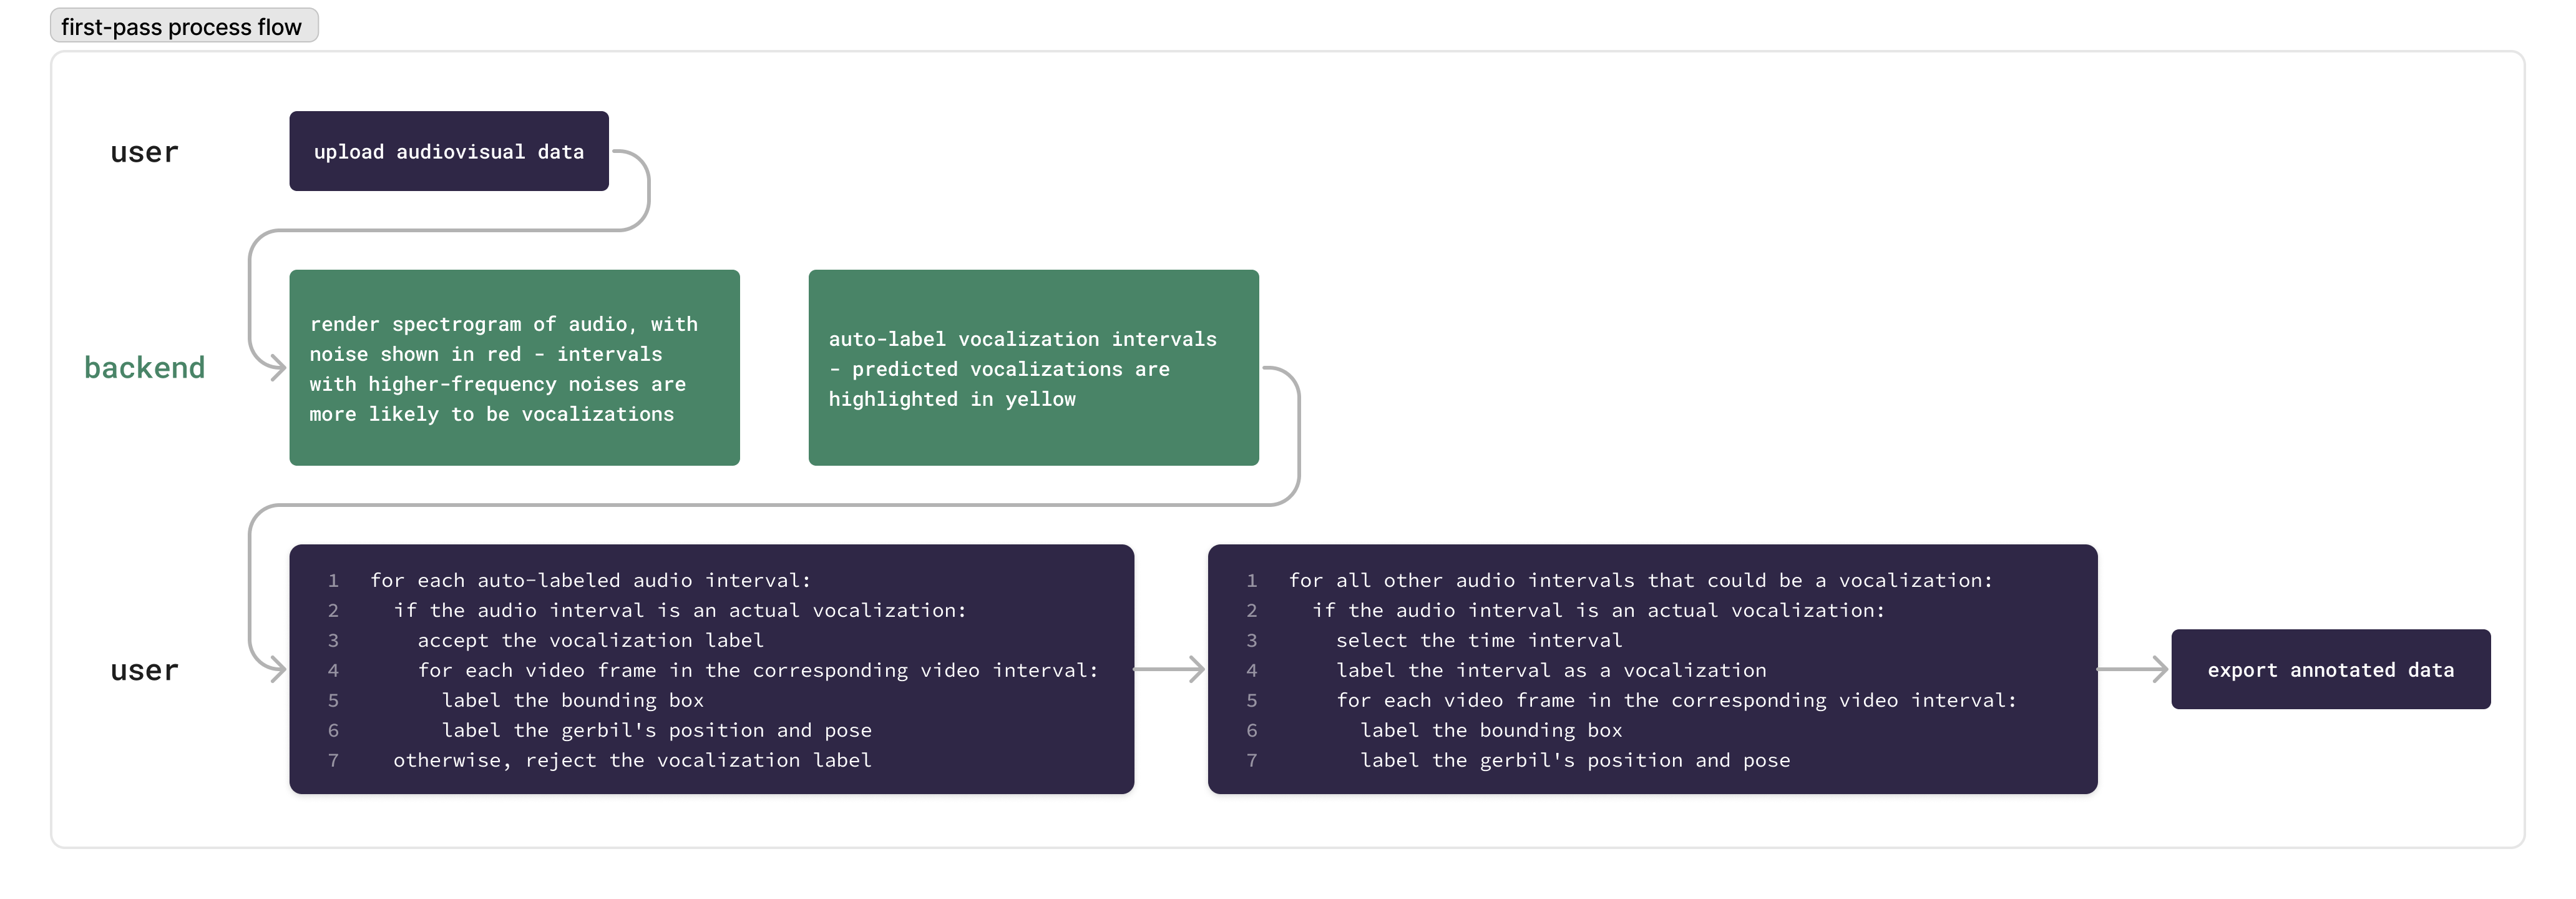 first-pass process flow
user
upload audiovisual data
backend
render spectrogram of audio, with
noise shown in red - intervals
with higher-frequency noises are
more likely to be vocalizations
auto-label vocalization intervals
- predicted vocalizations are
highlighted in yellow
user
1 for each auto-labeled audio interval:
2 if the audio interval is an actual vocalization:
3 accept the vocalization label
4 for each video frame in the corresponding video interval:
5 label the bounding box
6 label the gerbil's position and pose
7 otherwise, reject the vocalization label
1 for all other audio intervals that could be a vocalization:
2 if the audio interval is an actual vocalization:
3 select the time interval
4 label the interval as a vocalization
5 for each video frame in the corresponding video interval:
6 label the bounding box
7 label the gerbil's position and pose
export annotated data